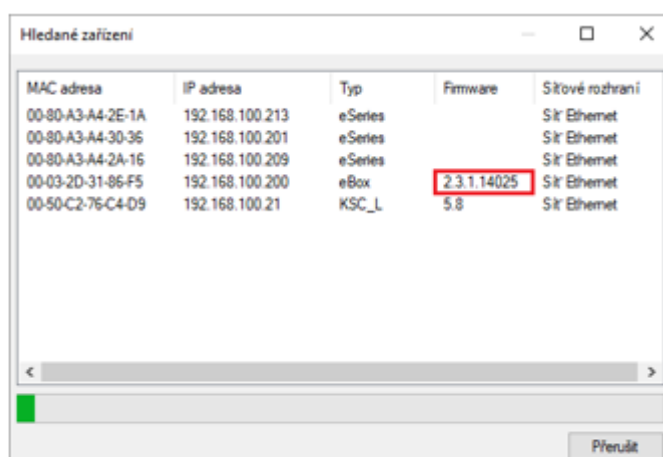 Hledané zařízení
MAC adresa IP adresa Typ Firmware Síťové rozhraní
00-80-A3-A4-2E-1A 192.168.100.213 eSeries Síť Ethernet
00-80-A3-A4-30-36 192.168.100.201 eSeries Síť Ethernet
00-80-A3-A4-2A-16 192.168.100.209 eSeries Síť Ethernet
00-03-2D-31-86-F5 192.168.100.200 eBox 2.3.1.14025 Síť Ethernet
00-50-C2-76-C4-D9 192.168.100.21 KSC_L 5.8 Síť Ethernet
Přerušit